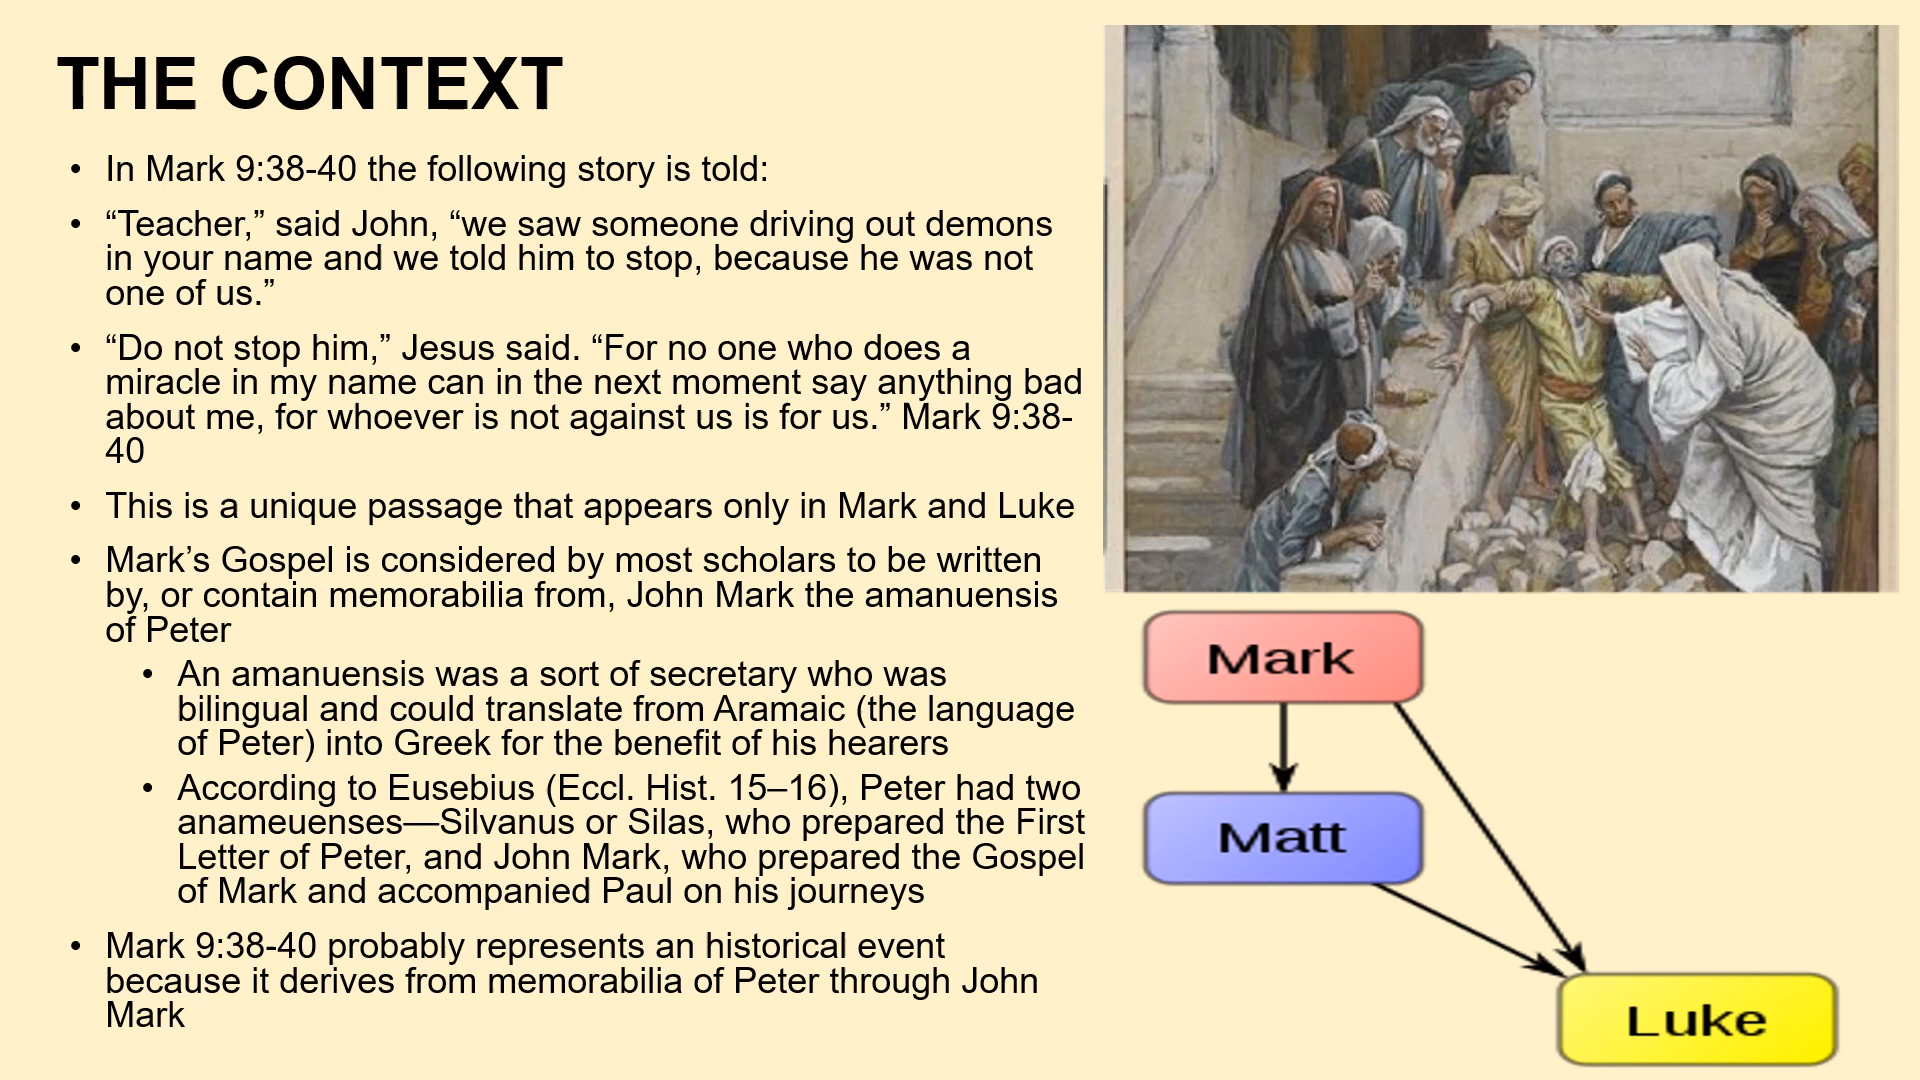 THE CONTEXT
• In Mark 9:38-40 the following story is told:
• “Teacher,” said John, “we saw someone driving out demons
in your name and we told him to stop, because he was not
one of us.”
• “Do not stop him,” Jesus said. “For no one who does a
miracle in my name can in the next moment say anything bad
about me, for whoever is not against us is for us.” Mark 9:38-
40
• This is a unique passage that appears only in Mark and Luke
• Mark’s Gospel is considered by most scholars to be written
by, or contain memorabilia from, John Mark the amanuensis
of Peter
• An amanuensis was a sort of secretary who was
bilingual and could translate from Aramaic (the language
of Peter) into Greek for the benefit of his hearers
• According to Eusebius (Eccl. Hist. 15–16), Peter had two
anameuenses—Silvanus or Silas, who prepared the First
Letter of Peter, and John Mark, who prepared the Gospel
of Mark and accompanied Paul on his journeys
• Mark 9:38-40 probably represents an historical event
because it derives from memorabilia of Peter through John
Mark
Mark
Matt
Luke